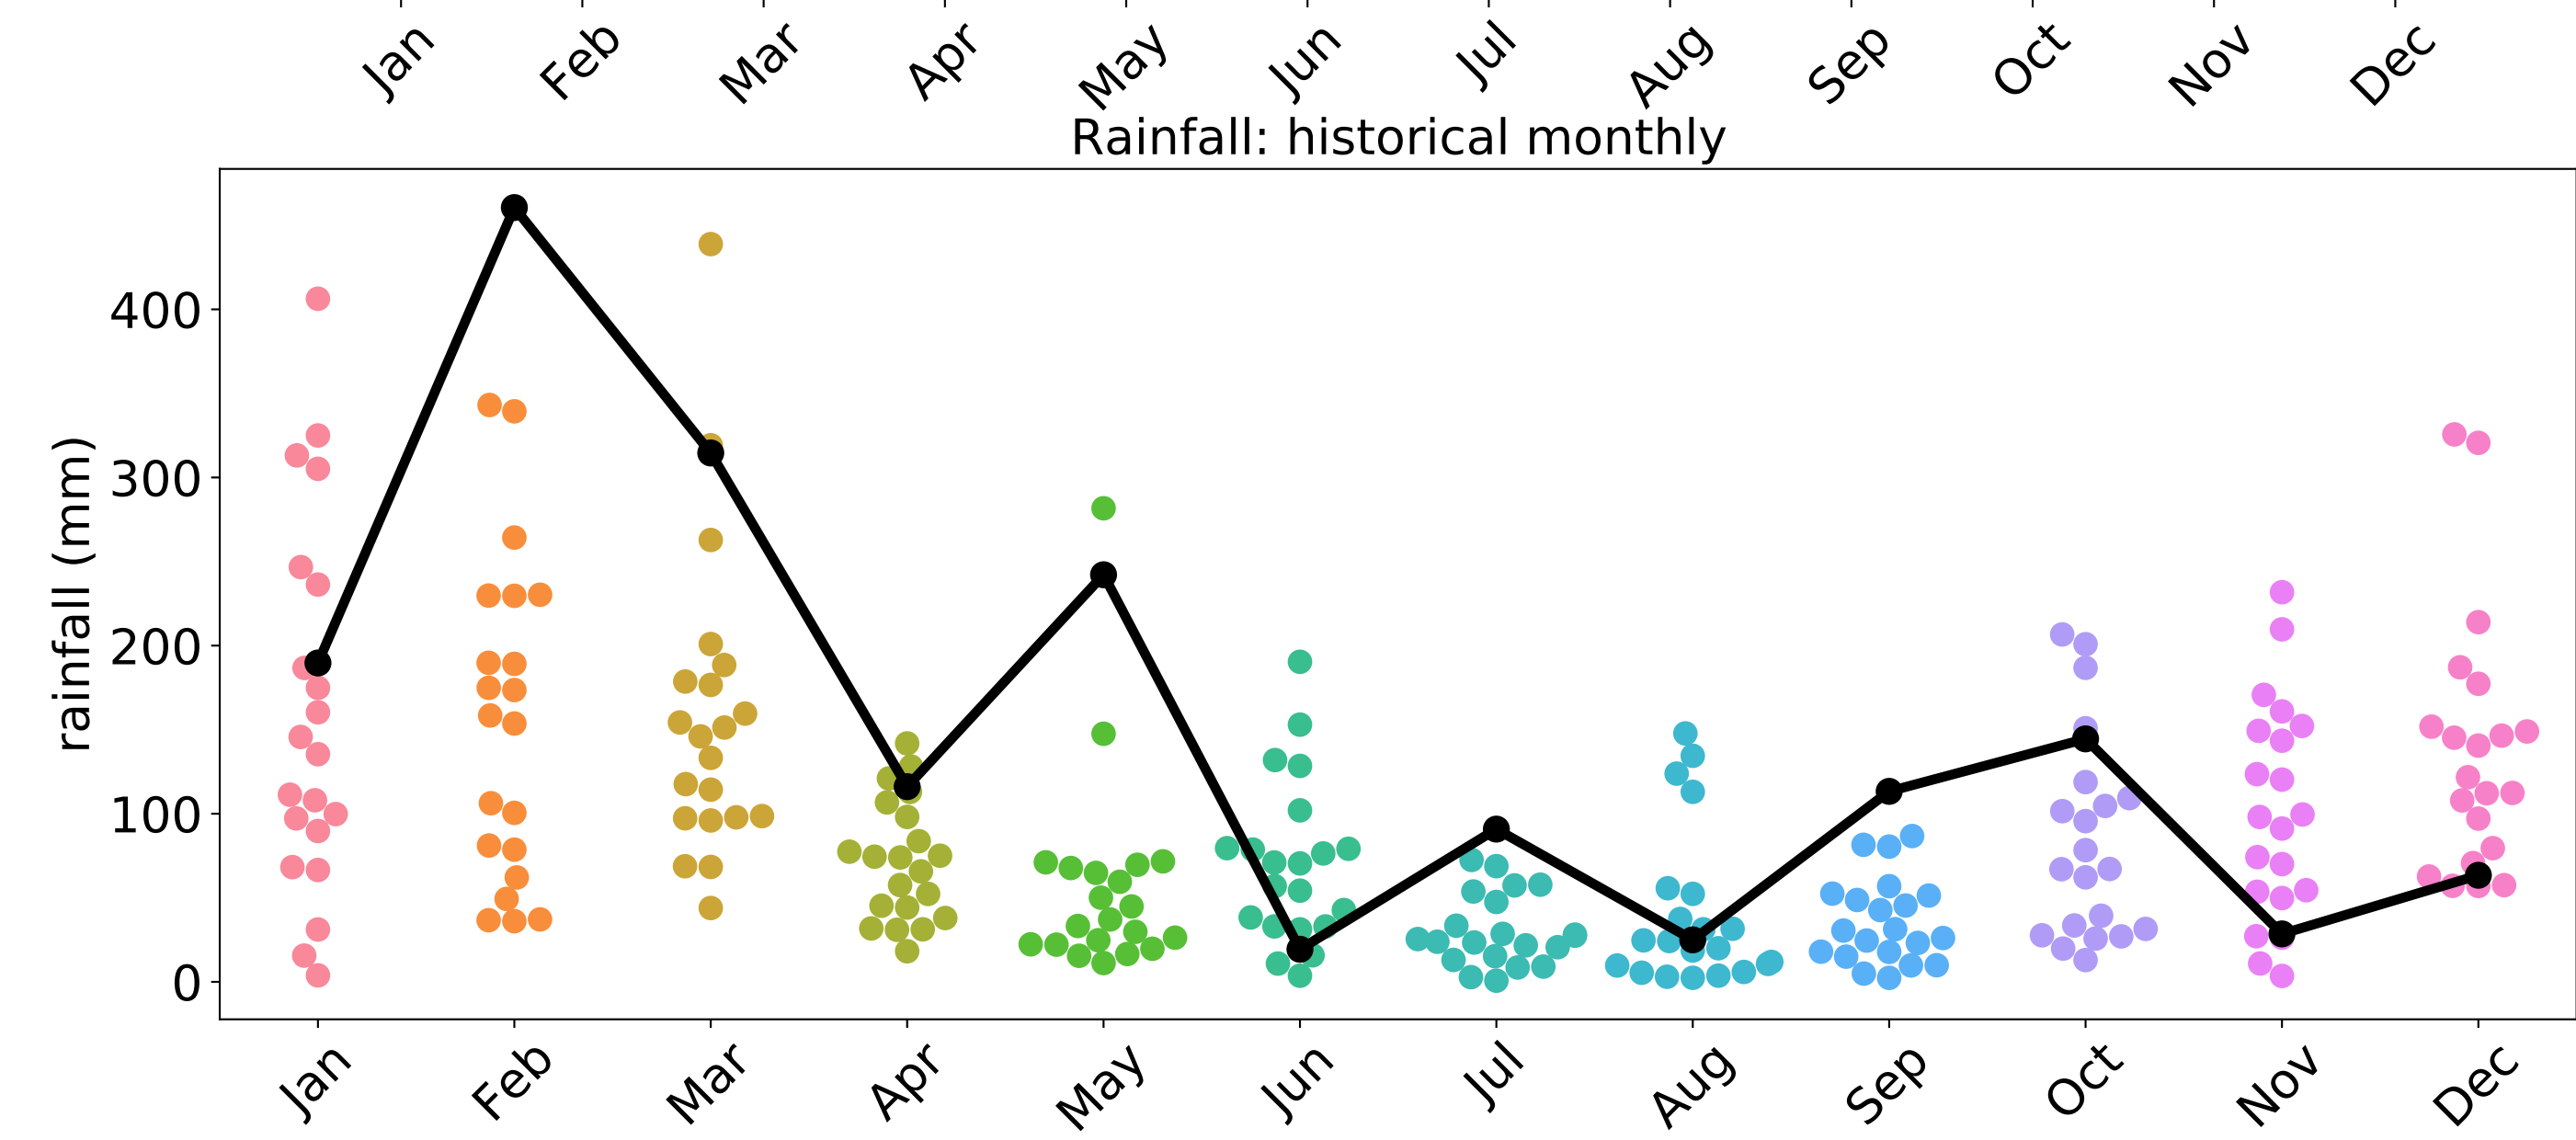 Jan Feb Mar Apr May Jun Jul Aug Sep Oct Nov Dec
Rainfall: historical monthly
rainfall (mm)
400
300
200
100
0
Jan Feb Mar Apr May Jun Jul Aug Sep Oct Nov Dec